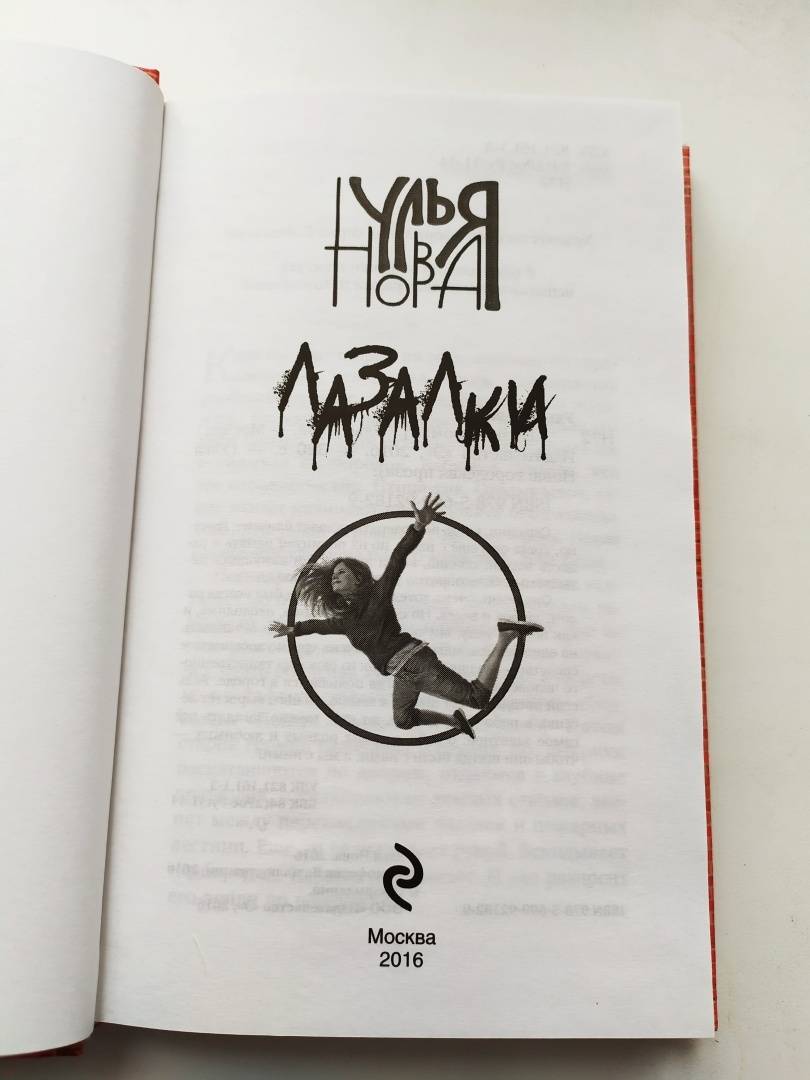 Улья
Нова
Лазалки
Москва
2016